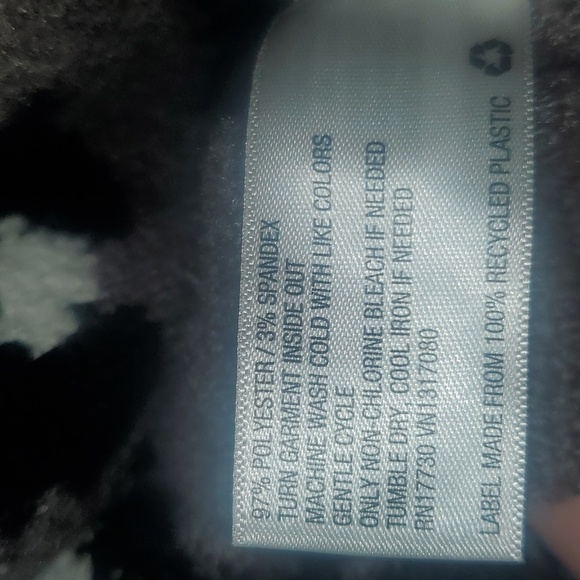 97% POLYESTER / 3% SPANDEX
TURN GARMENT INSIDE OUT
MACHINE WASH COLD WITH LIKE COLORS
GENTLE CYCLE
ONLY NON-CHLORINE BLEACH IF NEEDED
TUMBLE DRY, COOL IRON IF NEEDED
RN17730 VN1317080
LABEL MADE FROM 100% RECYCLED PLASTIC